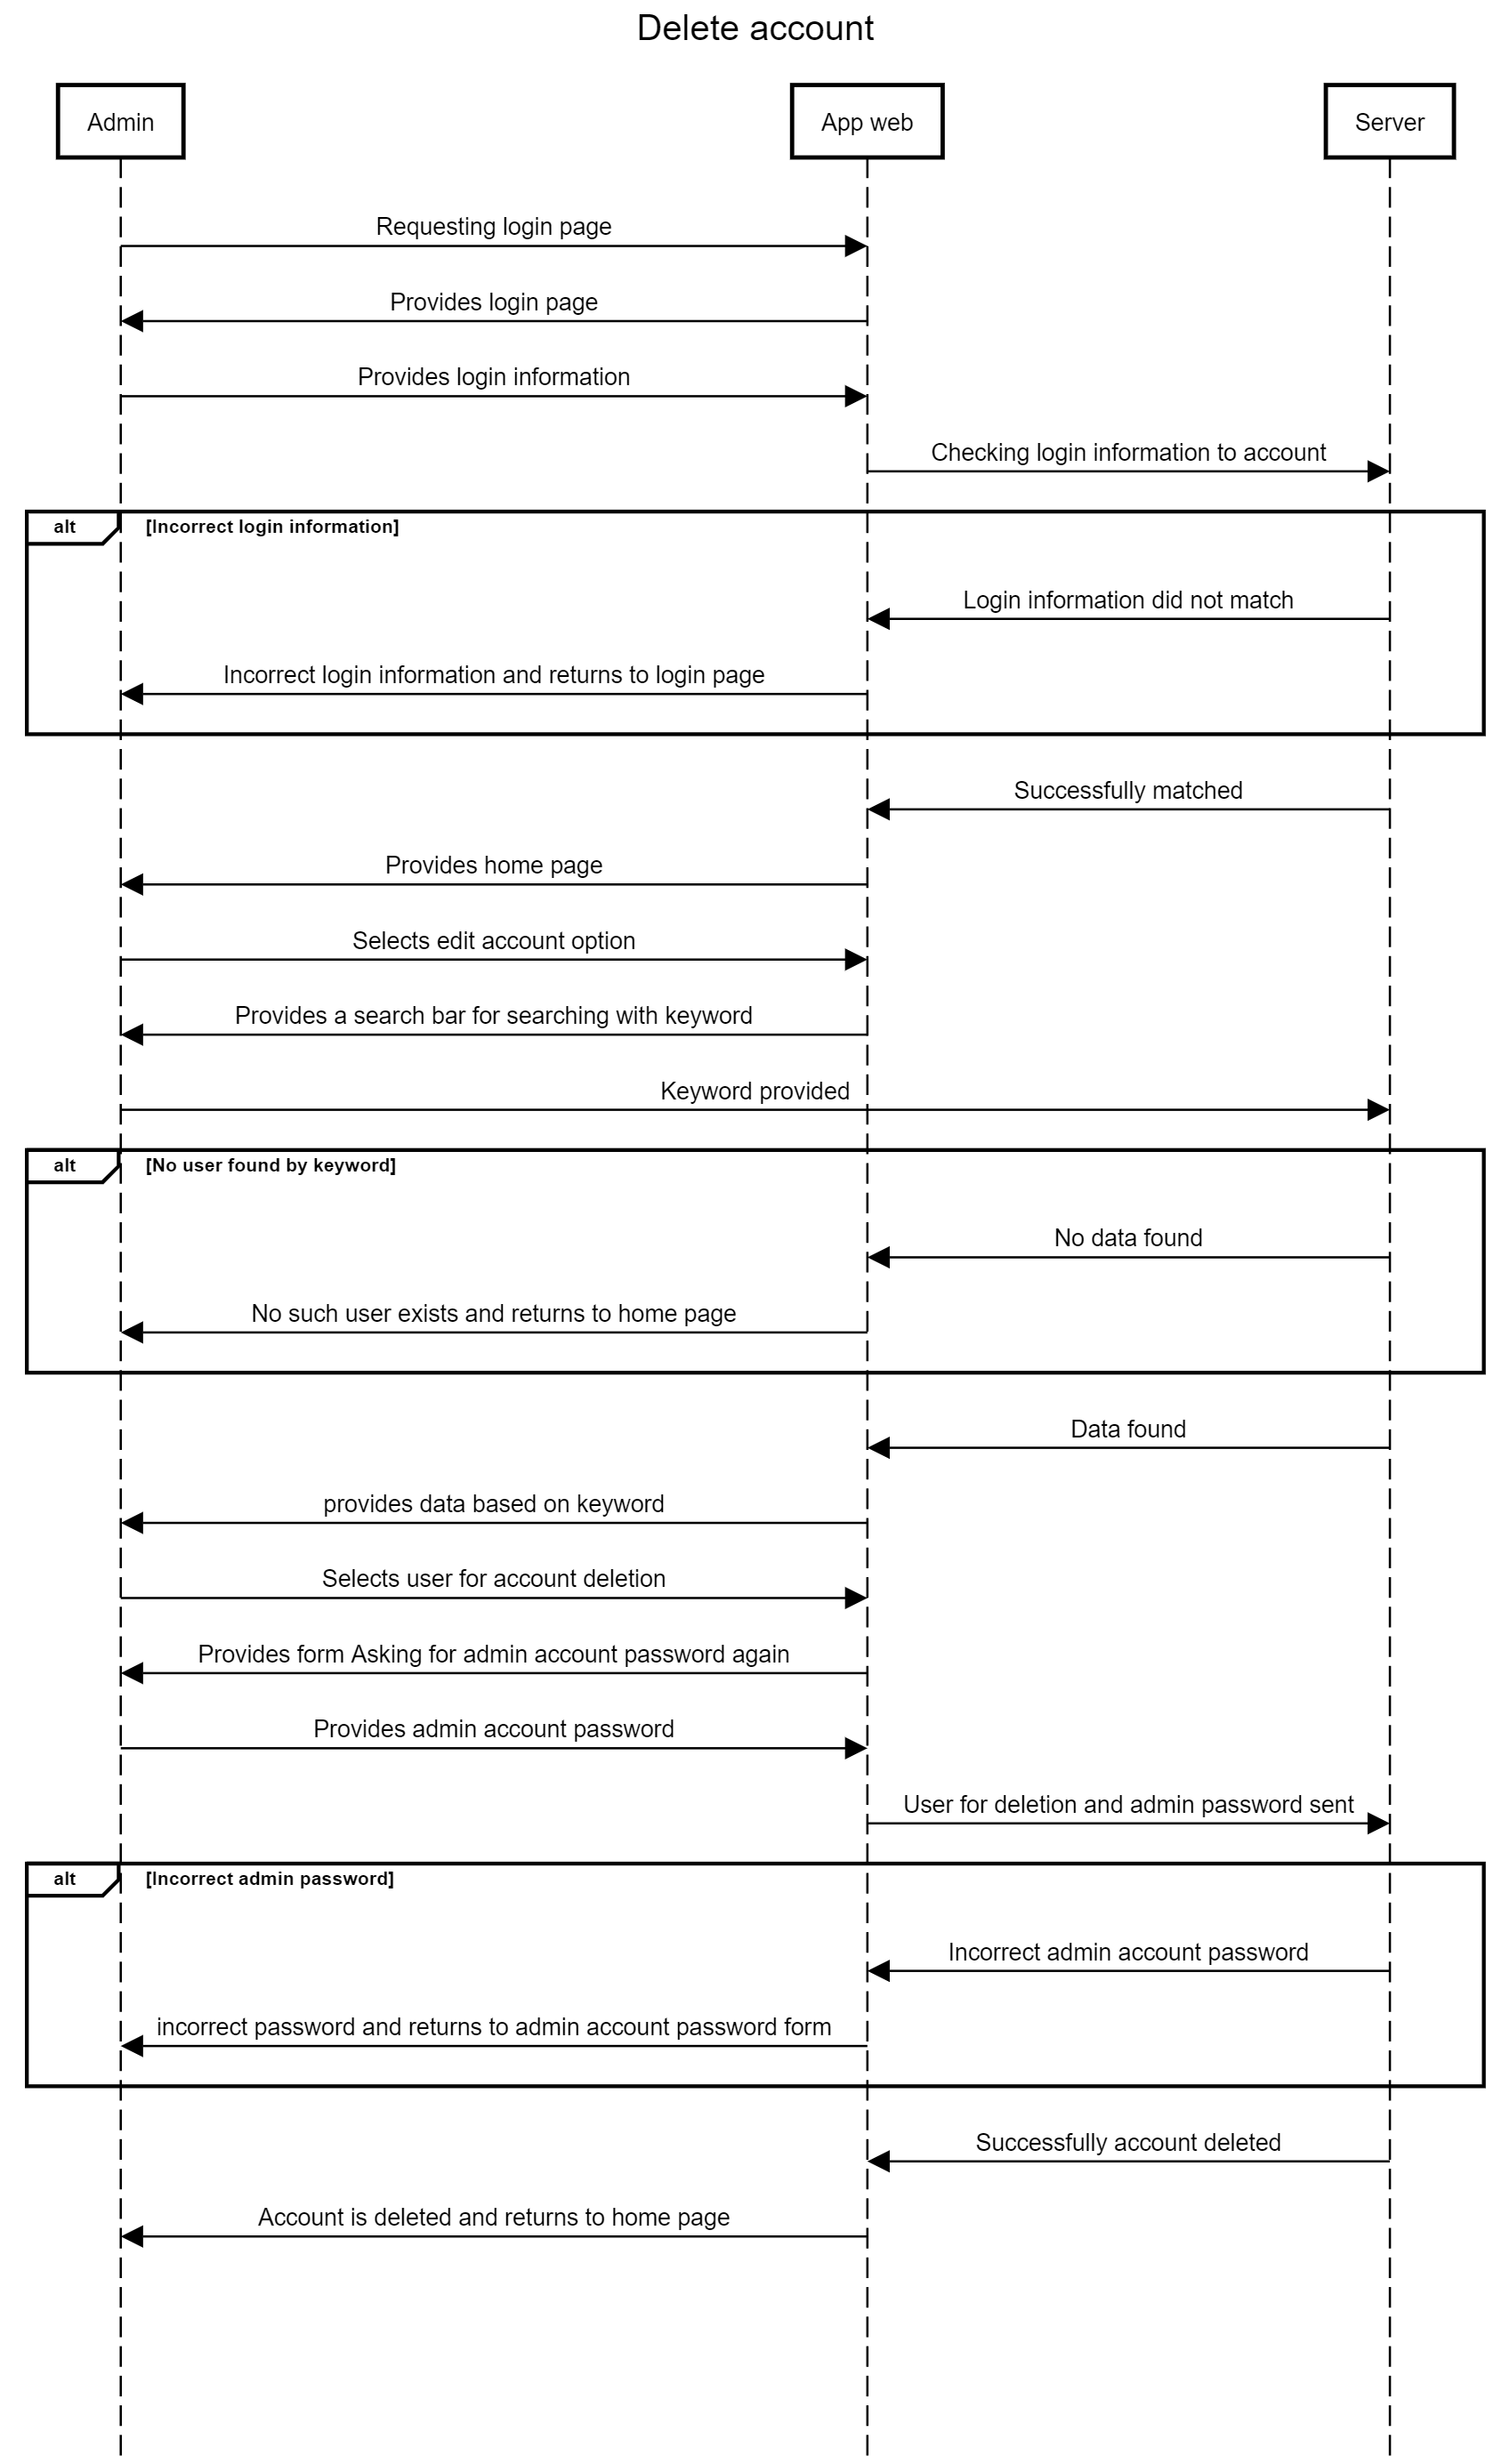 Delete account
Admin
App web
Server
Requesting login page
Provides login page
Provides login information
Checking login information to account
alt
[Incorrect login information]
Login information did not match
Incorrect login information and returns to login page
Successfully matched
Provides home page
Selects edit account option
Provides a search bar for searching with keyword
Keyword provided
alt
[No user found by keyword]
No data found
No such user exists and returns to home page
Data found
provides data based on keyword
Selects user for account deletion
Provides form Asking for admin account password again
Provides admin account password
User for deletion and admin password sent
alt
[Incorrect admin password]
Incorrect admin account password
incorrect password and returns to admin account password form
Successfully account deleted
Account is deleted and returns to home page